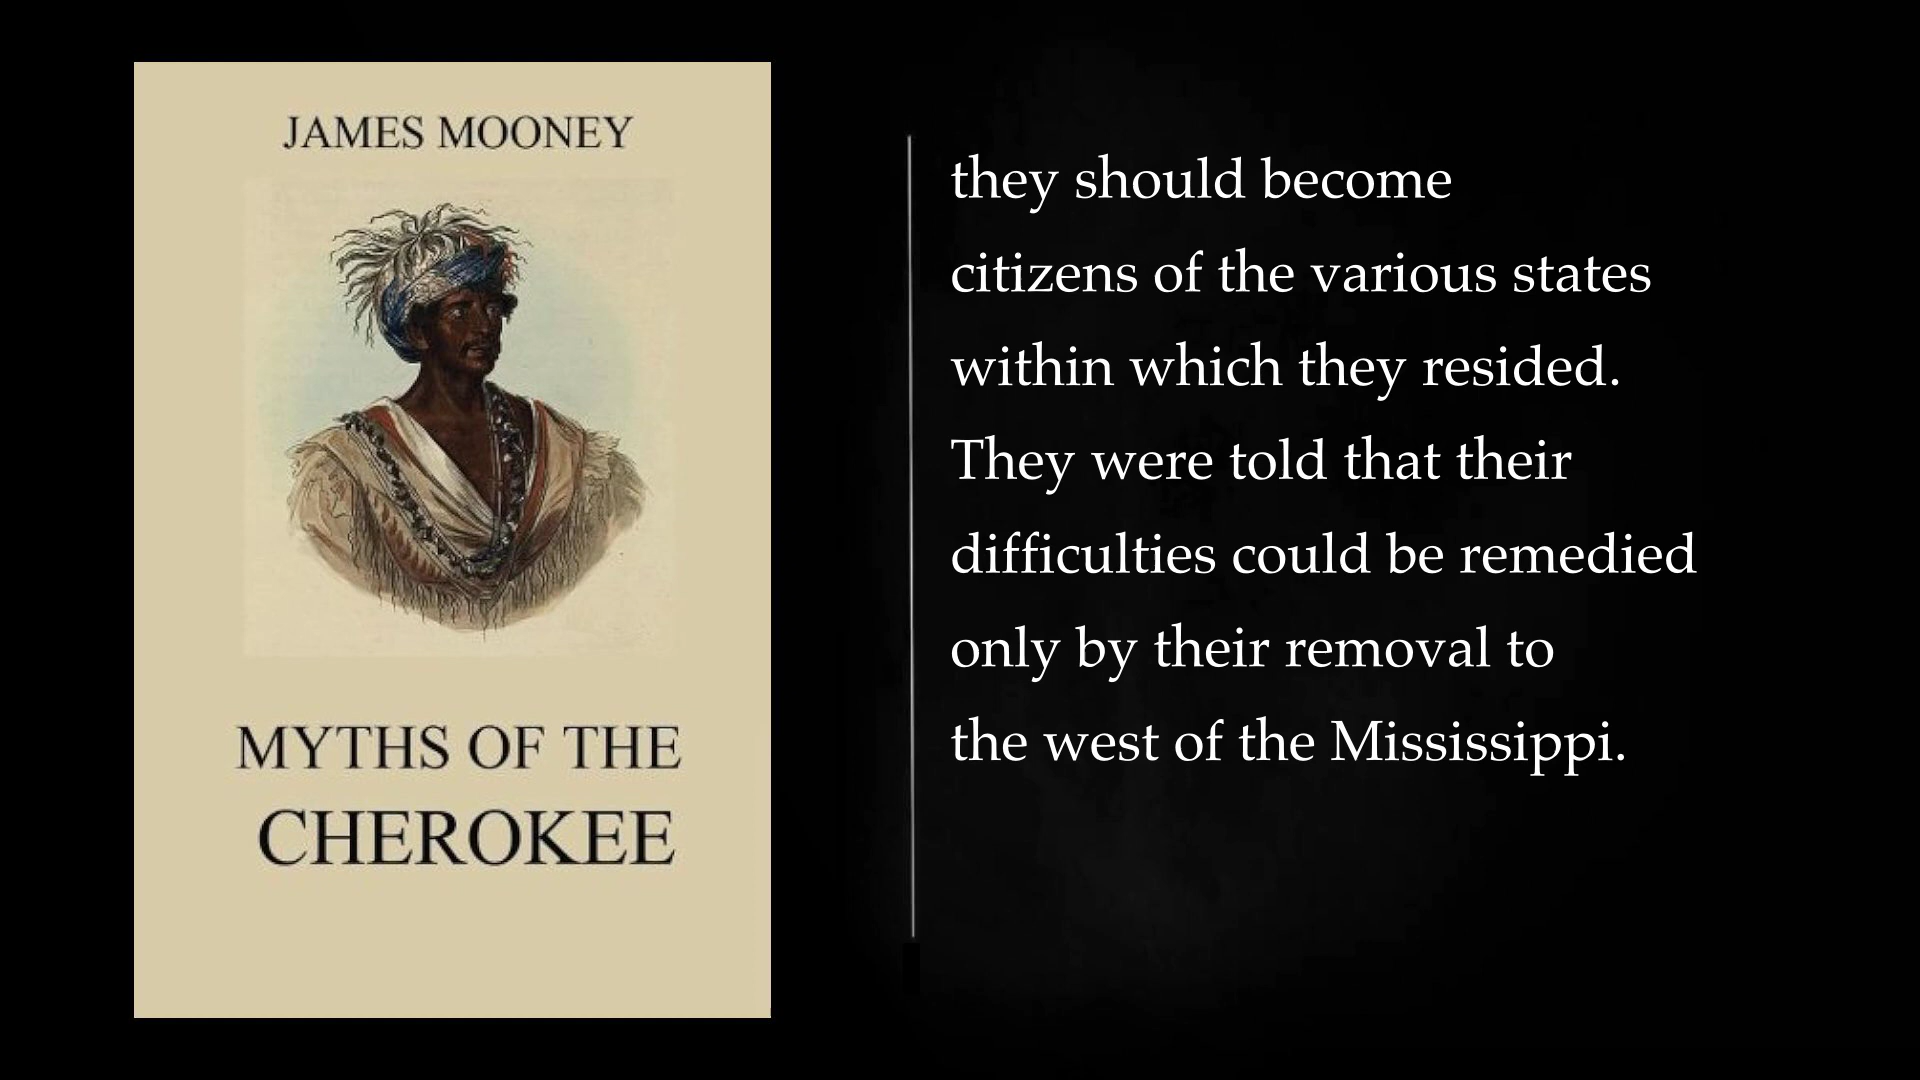 JAMES MOONEY
MYTHS OF THE
CHEROKEE
they should become
citizens of the various states
within which they resided.
They were told that their
difficulties could be remedied
only by their removal to
the west of the Mississippi.